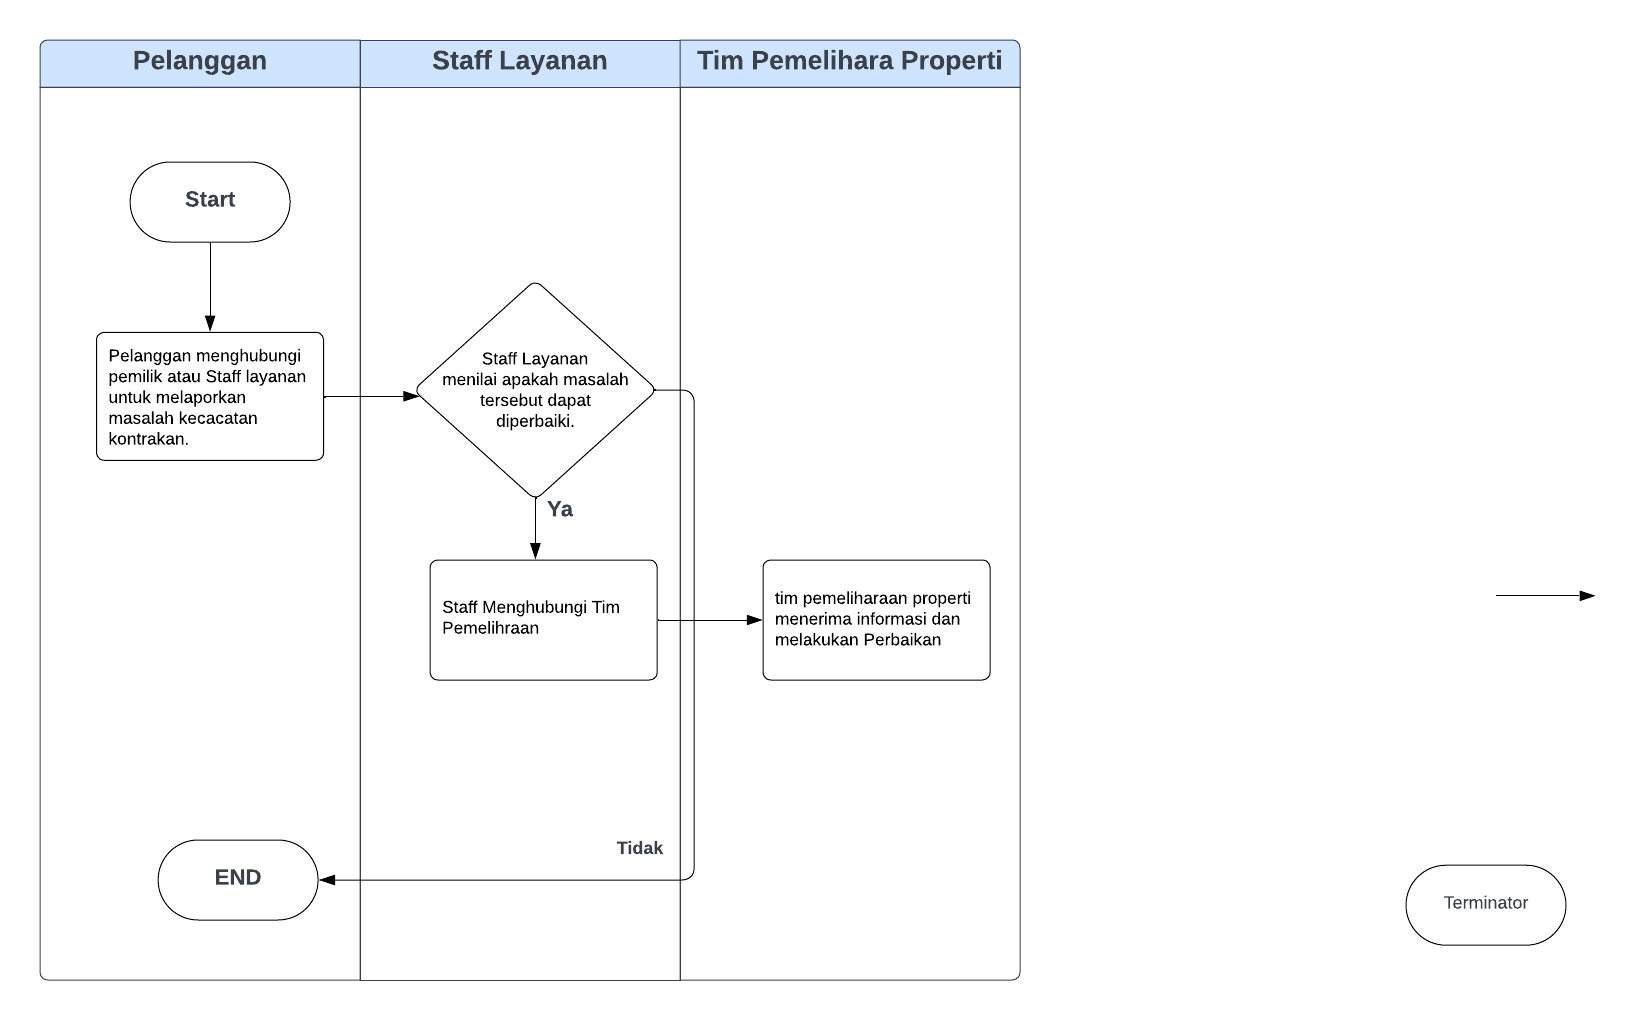 Pelanggan
Staff Layanan
Tim Pemelihara Properti
Start
Pelanggan menghubungi
pemilik atau Staff layanan
untuk melaporkan
masalah kecacatan
kontrakan.
Staff Layanan
menilai apakah masalah
tersebut dapat
diperbaiki.
Ya
Staff Menghubungi Tim
Pemelihraan
tim pemeliharaan properti
menerima informasi dan
melakukan Perbaikan
Tidak
END
Terminator